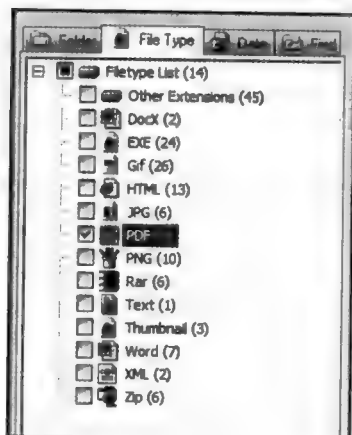 Folder File Type Date Find
Filetype List (14)
Other Extensions (45)
DocX (2)
EXE (24)
Gif (26)
HTML (13)
JPG (6)
PDF
PNG (10)
Rar (6)
Text (1)
Thumbnail (3)
Word (7)
XML (2)
Zip (6)